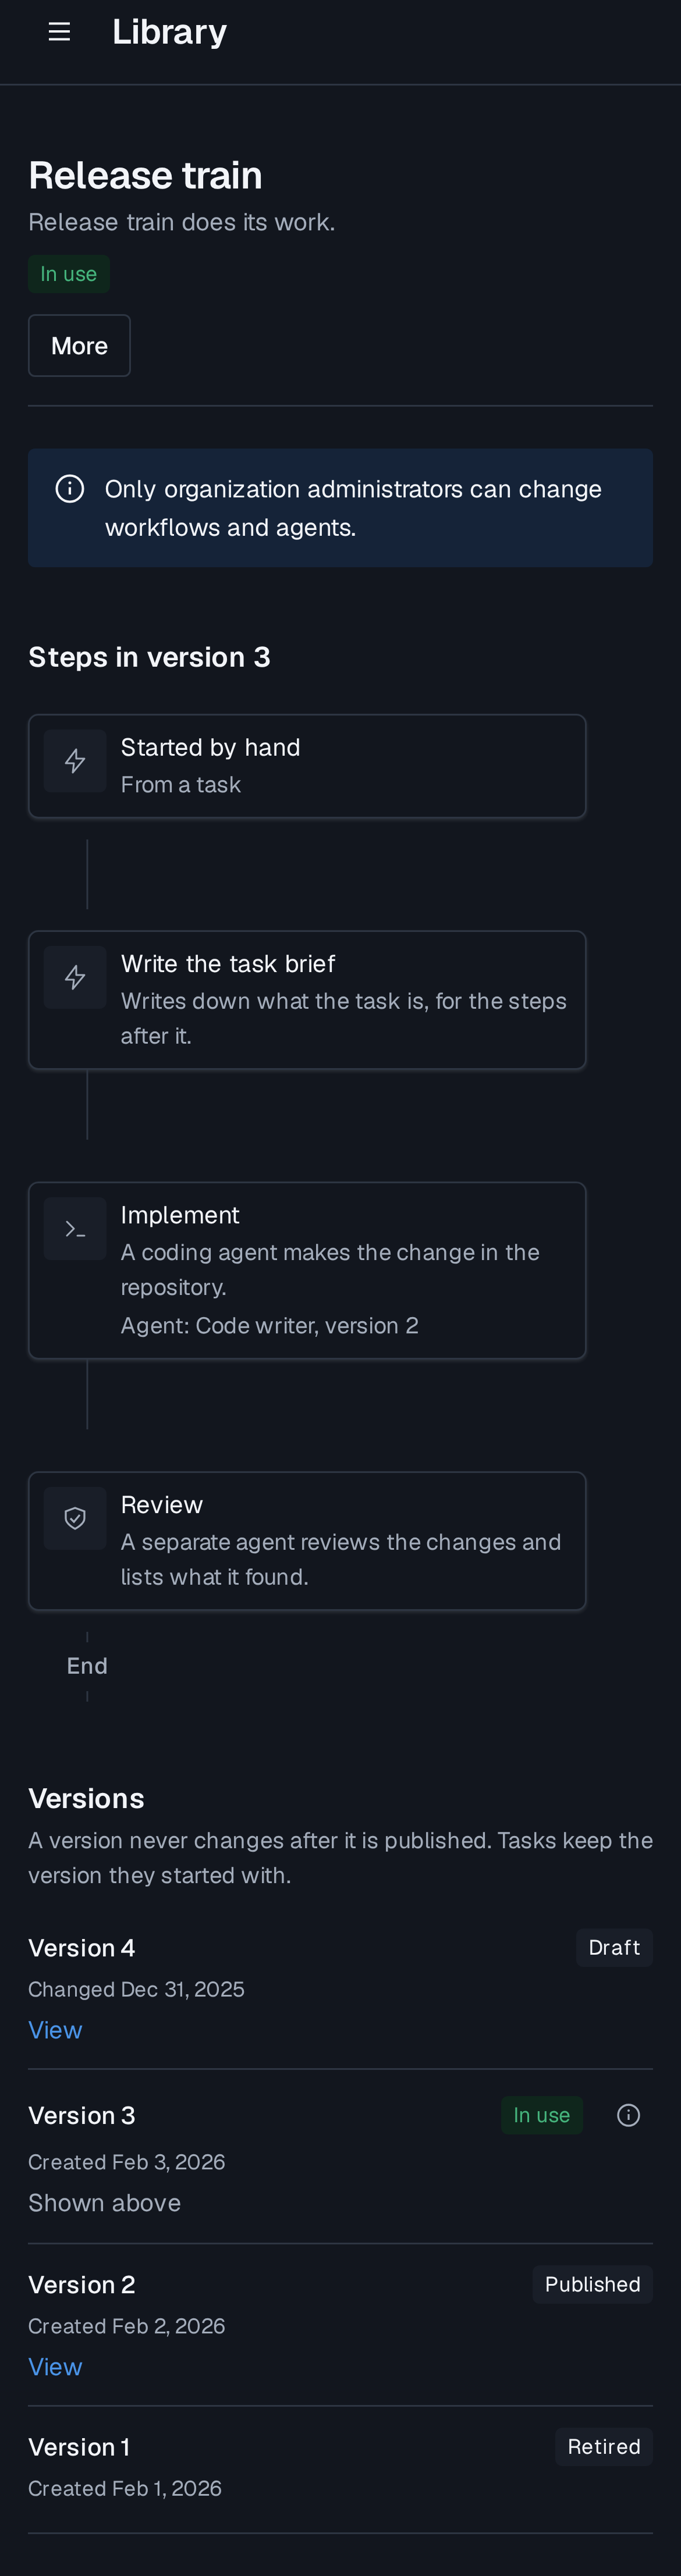 Library
Release train
Release train does its work.
In use
More
Only organization administrators can change
workflows and agents.
Steps in version 3
Started by hand
From a task
Write the task brief
Writes down what the task is, for the steps
after it.
Implement
A coding agent makes the change in the
repository.
Agent: Code writer, version 2
Review
A separate agent reviews the changes and
lists what it found.
End
Versions
A version never changes after it is published. Tasks keep the
version they started with.
Version 4
Draft
Changed Dec 31, 2025
View
Version 3
In use
Created Feb 3, 2026
Shown above
Version 2
Published
Created Feb 2, 2026
View
Version 1
Retired
Created Feb 1, 2026